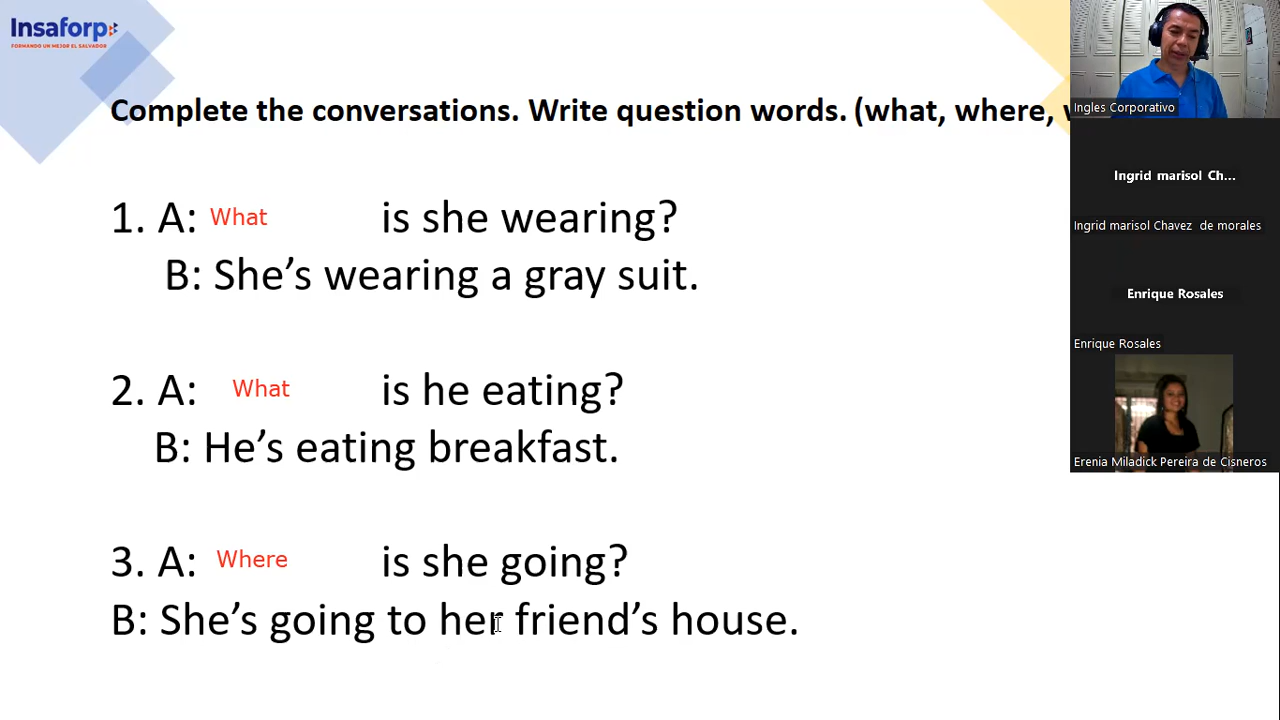 Insaforp
FORMANDO UN MEJOR EL SALVADOR
Complete the conversations. Write question words. (what, where,
1. A: What is she wearing?
B: She’s wearing a gray suit.
2. A: What is he eating?
B: He’s eating breakfast.
3. A: Where is she going?
B: She’s going to her friend’s house.
Ingles Corporativo
Ingrid marisol Ch...
Ingrid marisol Chavez de morales
Enrique Rosales
Enrique Rosales
Erenia Miladick Pereira de Cisneros